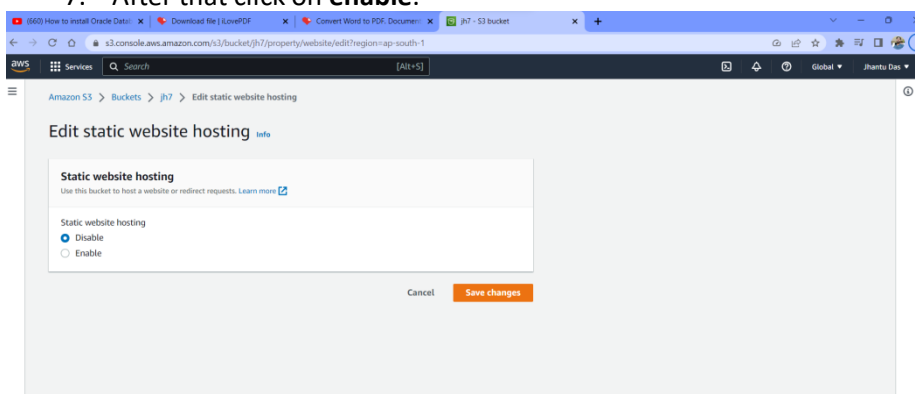 7. After that click on Enable.
(660) How to install Oracle Datab
Download file | iLovePDF
Convert Word to PDF. Documen
jh7 - S3 bucket
s3.console.aws.amazon.com/s3/bucket/jh7/property/website/edit?region=ap-south-1
aws
Services
Search
[Alt+S]
Global
Jhantu Das
Amazon S3 > Buckets > jh7 > Edit static website hosting
Edit static website hosting Info
Static website hosting
Use this bucket to host a website or redirect requests. Learn more
Static website hosting
Disable
Enable
Cancel Save changes